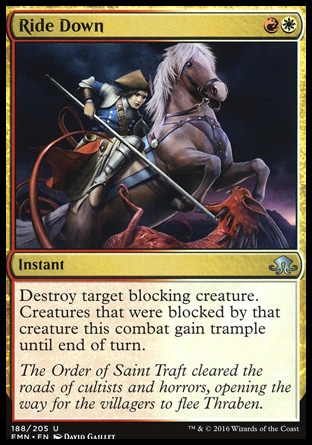 Ride Down
Instant
Destroy target blocking creature.
Creatures that were blocked by that
creature this combat gain trample
until end of turn.
The Order of Saint Traft cleared the
roads of cultists and horrors, opening the
way for the villagers to flee Thraben.
188/205 U
EMN • EN DAVID GAILLET
™ & © 2016 Wizards of the Coast